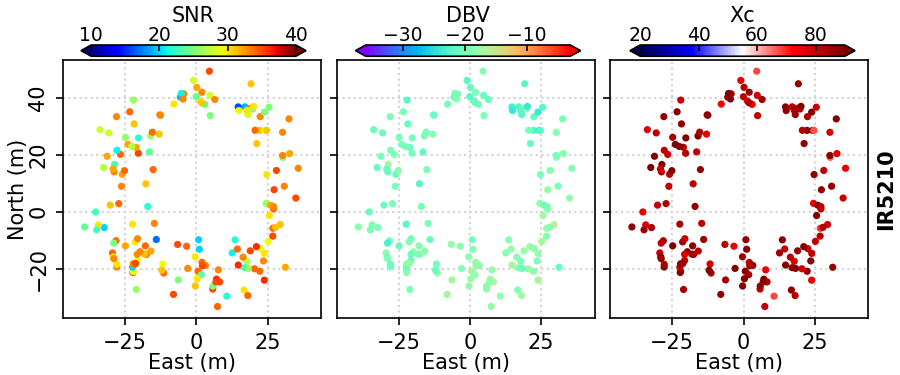 SNR DBV Xc
10 20 30 40 −30 −20 −10 20 40 60 80
40
20
0
−20
North (m)
IR5210
−25 0 25 −25 0 25 −25 0 25
East (m) East (m) East (m)